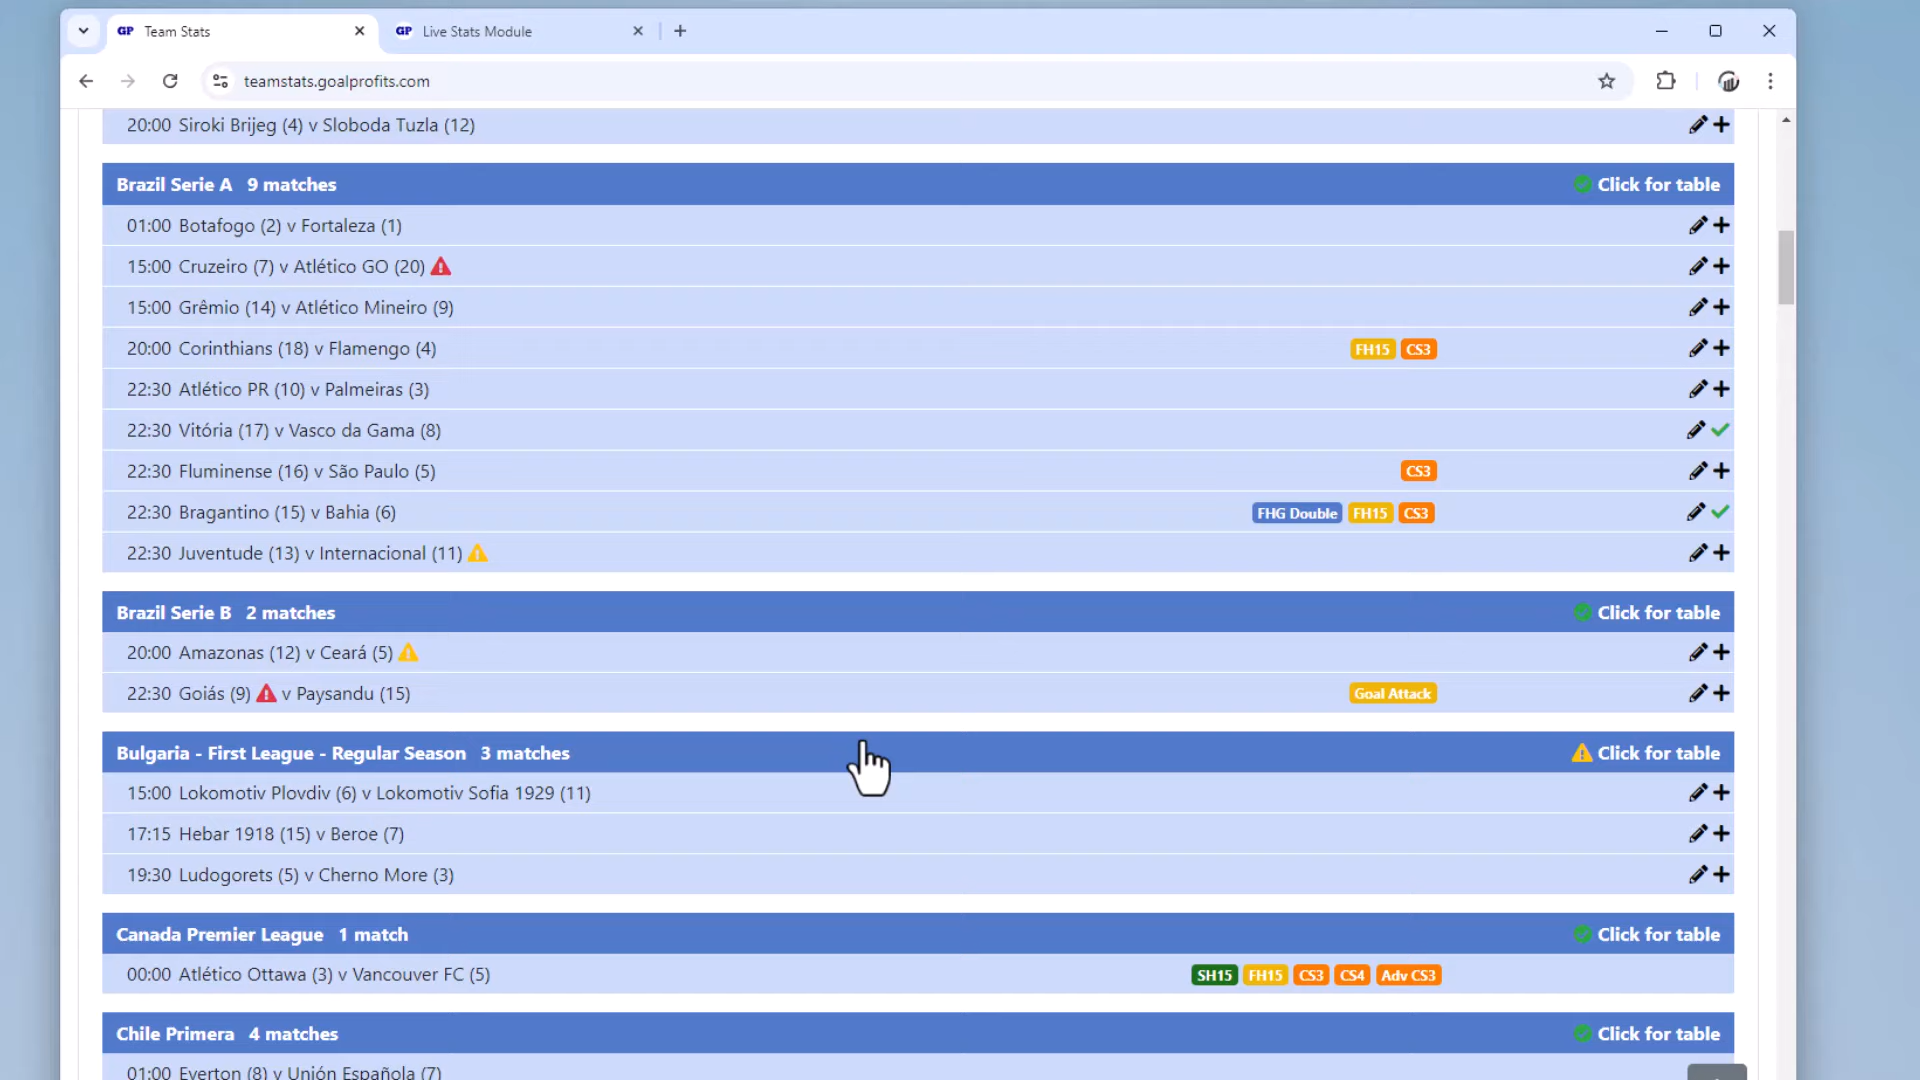 GP Team Stats
GP Live Stats Module
teamstats.goalprofits.com
20:00 Siroki Brijeg (4) v Sloboda Tuzla (12)
Brazil Serie A 9 matches Click for table
01:00 Botafogo (2) v Fortaleza (1)
15:00 Cruzeiro (7) v Atlético GO (20)
15:00 Grêmio (14) v Atlético Mineiro (9)
20:00 Corinthians (18) v Flamengo (4) FH15 CS3
22:30 Atlético PR (10) v Palmeiras (3)
22:30 Vitória (17) v Vasco da Gama (8)
22:30 Fluminense (16) v São Paulo (5) CS3
22:30 Bragantino (15) v Bahia (6) FHG Double FH15 CS3
22:30 Juventude (13) v Internacional (11)
Brazil Serie B 2 matches Click for table
20:00 Amazonas (12) v Ceará (5)
22:30 Goiás (9) v Paysandu (15) Goal Attack
Bulgaria - First League - Regular Season 3 matches Click for table
15:00 Lokomotiv Plovdiv (6) v Lokomotiv Sofia 1929 (11)
17:15 Hebar 1918 (15) v Beroe (7)
19:30 Ludogorets (5) v Cherno More (3)
Canada Premier League 1 match Click for table
00:00 Atlético Ottawa (3) v Vancouver FC (5) SH15 FH15 CS3 CS4 Adv CS3
Chile Primera 4 matches Click for table
01:00 Everton (8) v Unión Española (7)